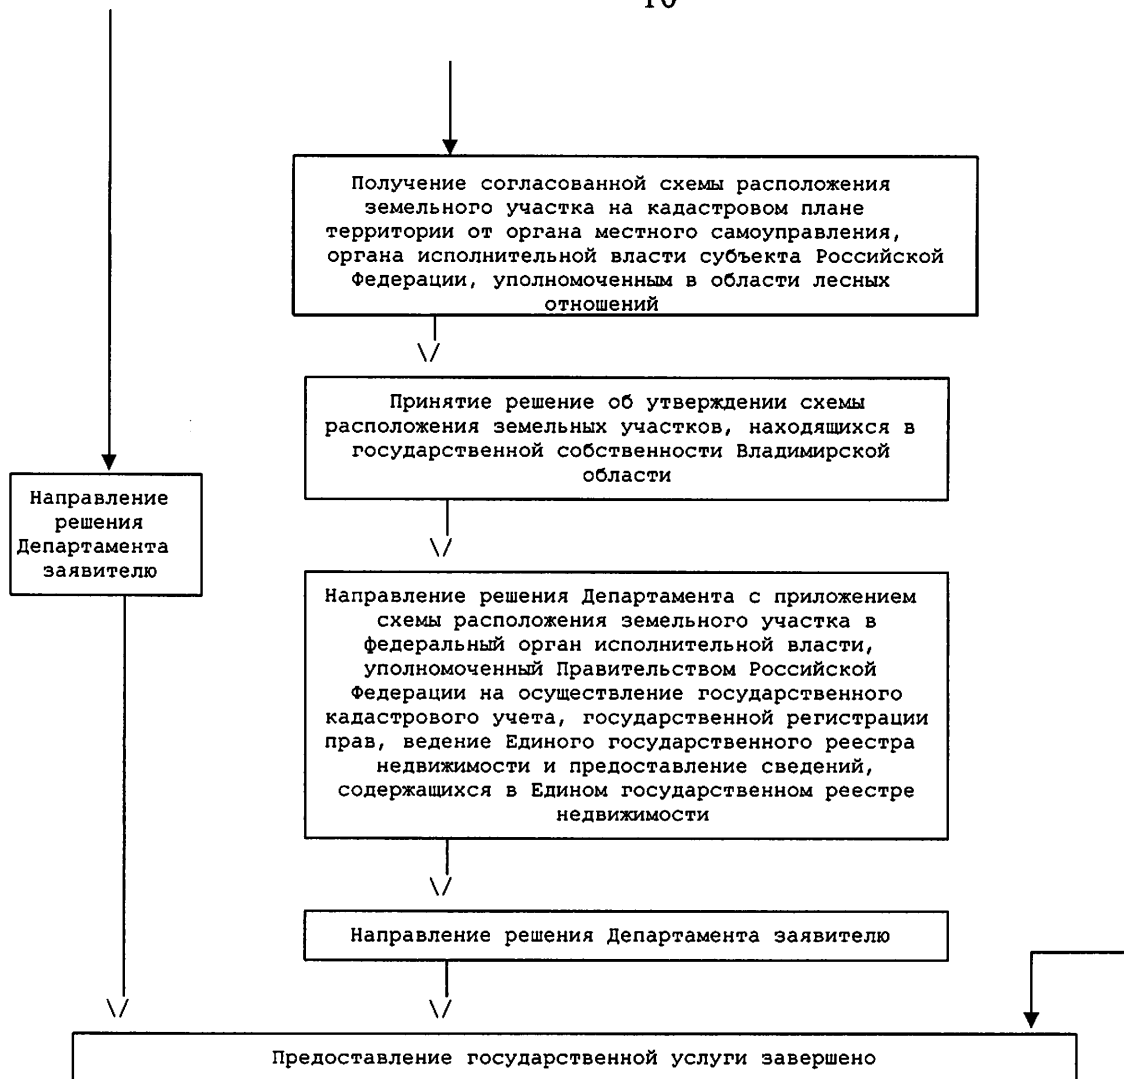 10
Получение согласованной схемы расположения
земельного участка на кадастровом плане
территории от органа местного самоуправления,
органа исполнительной власти субъекта Российской
Федерации, уполномоченным в области лесных
отношений
Принятие решение об утверждении схемы
расположения земельных участков, находящихся в
государственной собственности Владимирской
области
Направление
решения
Департамента
заявителю
Направление решения Департамента с приложением
схемы расположения земельного участка в
федеральный орган исполнительной власти,
уполномоченный Правительством Российской
Федерации на осуществление государственного
кадастрового учета, государственной регистрации
прав, ведение Единого государственного реестра
недвижимости и предоставление сведений,
содержащихся в Едином государственном реестре
недвижимости
Направление решения Департамента заявителю
Предоставление государственной услуги завершено